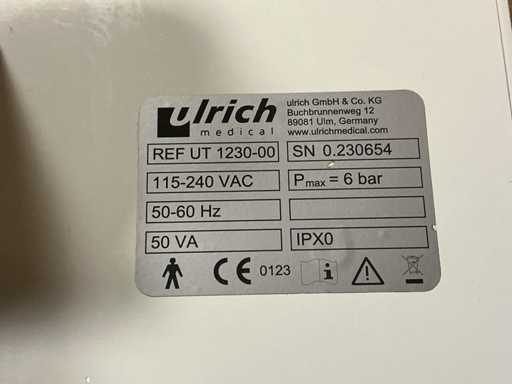 ulrich
medical
ulrich GmbH & Co. KG
Buchbrunnenweg 12
89081 Ulm, Germany
www.ulrichmedical.com
REF UT 1230-00
SN 0.230654
115-240 VAC
Pmax = 6 bar
50-60 Hz
50 VA
IPX0
CE 0123